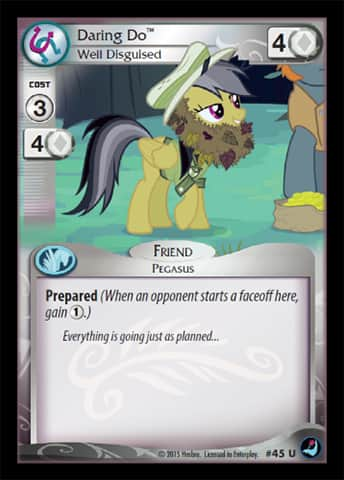 Daring Do™
Well Disguised
4
COST
3
4
FRIEND
PEGASUS
Prepared (When an opponent starts a faceoff here,
gain 1.)
Everything is going just as planned...
© 2015 Hasbro. Licensed to Enterplay.
#45 U